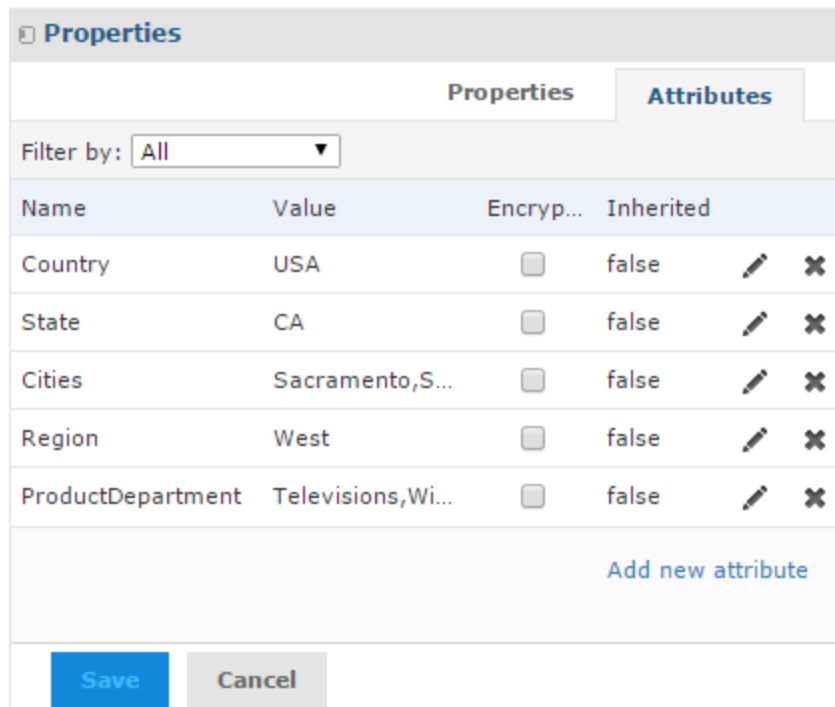 Properties
Properties Attributes
Filter by: All
Name Value Encryp... Inherited
Country USA false
State CA false
Cities Sacramento,S... false
Region West false
ProductDepartment Televisions,Wi... false
Add new attribute
Save Cancel